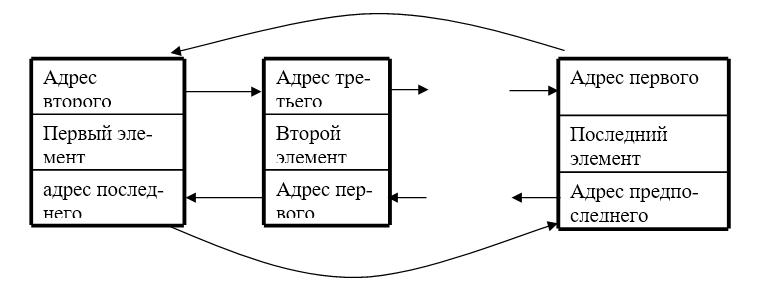 Адрес
второго
Первый эле-
мент
адрес послед-
него
Адрес тре-
тьего
Второй
элемент
Адрес пер-
вого
Адрес первого
Последний
элемент
Адрес предпо-
следнего